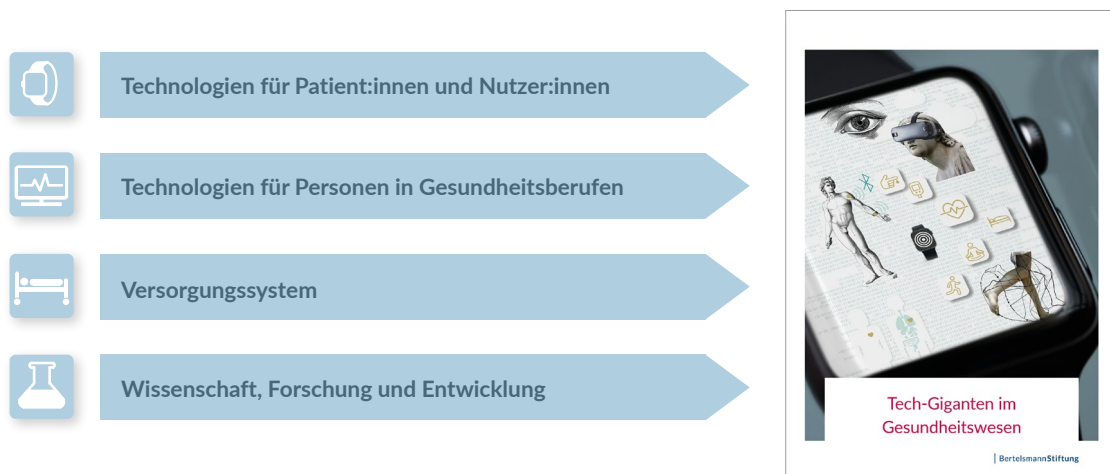 Technologien für Patient:innen und Nutzer:innen
Technologien für Personen in Gesundheitsberufen
Versorgungssystem
Wissenschaft, Forschung und Entwicklung
Tech-Giganten im
Gesundheitswesen
BertelsmannStiftung